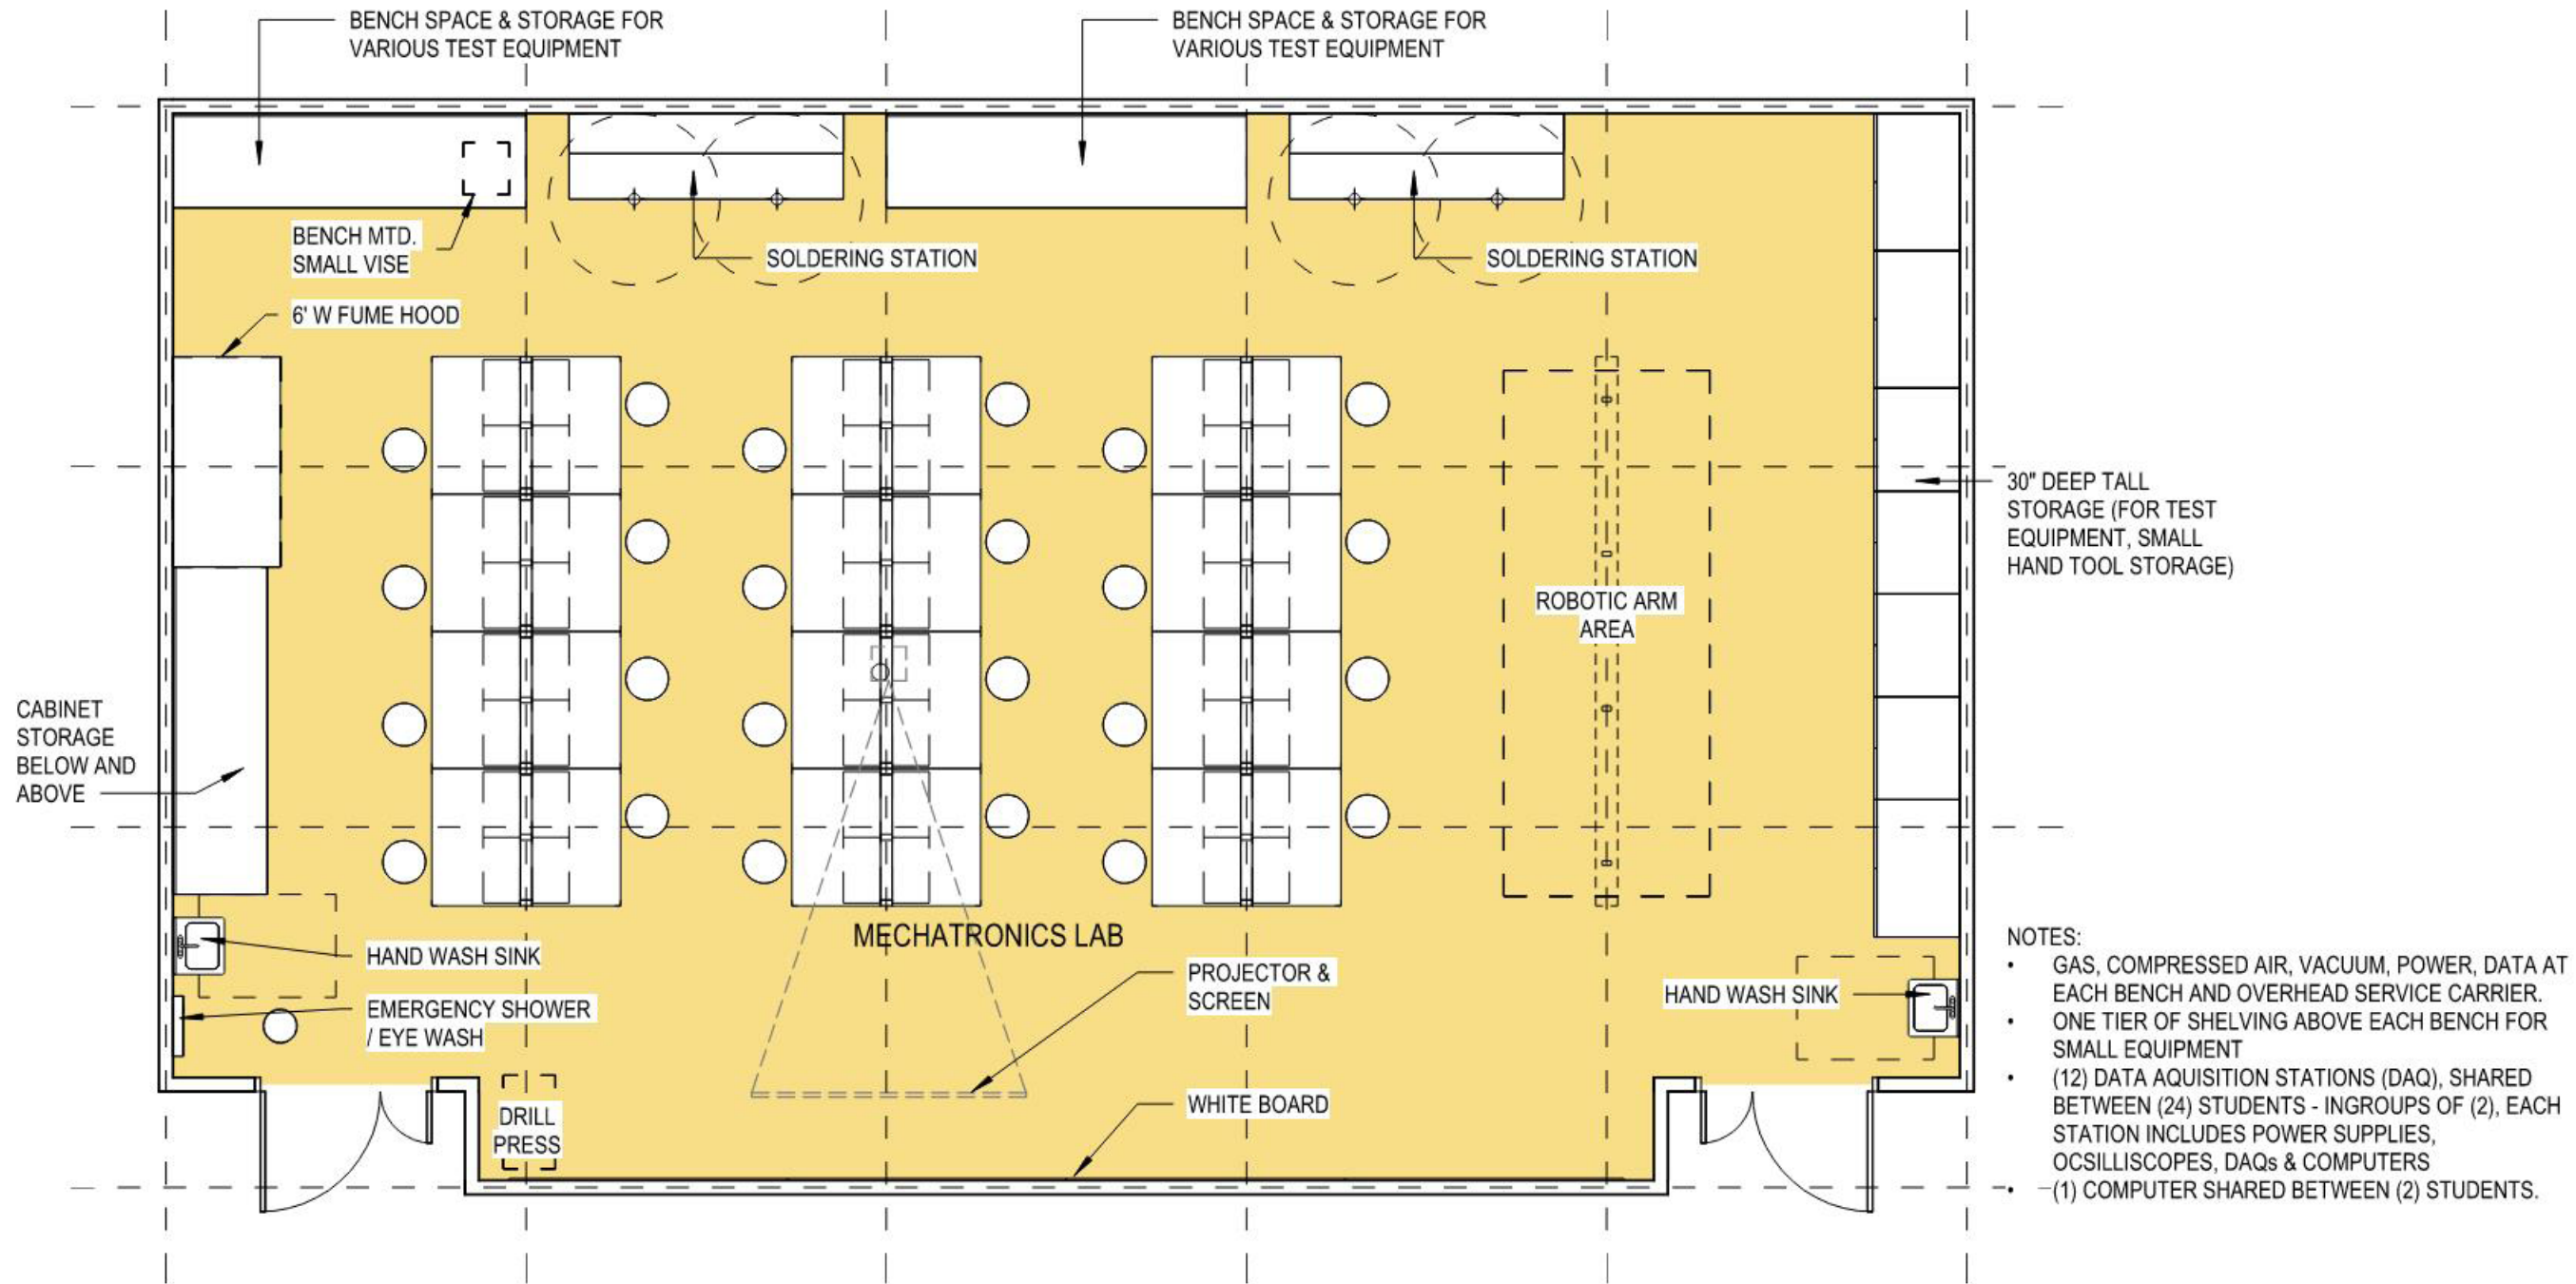 BENCH SPACE & STORAGE FOR
VARIOUS TEST EQUIPMENT
BENCH SPACE & STORAGE FOR
VARIOUS TEST EQUIPMENT
BENCH MTD.
SMALL VISE
SOLDERING STATION
SOLDERING STATION
6' W FUME HOOD
30" DEEP TALL
STORAGE (FOR TEST
EQUIPMENT, SMALL
HAND TOOL STORAGE)
ROBOTIC ARM
AREA
CABINET
STORAGE
BELOW AND
ABOVE
MECHATRONICS LAB
HAND WASH SINK
EMERGENCY SHOWER
/ EYE WASH
PROJECTOR &
SCREEN
HAND WASH SINK
DRILL
PRESS
WHITE BOARD
NOTES:
• GAS, COMPRESSED AIR, VACUUM, POWER, DATA AT
EACH BENCH AND OVERHEAD SERVICE CARRIER.
• ONE TIER OF SHELVING ABOVE EACH BENCH FOR
SMALL EQUIPMENT
• (12) DATA AQUISITION STATIONS (DAQ), SHARED
BETWEEN (24) STUDENTS - INGROUPS OF (2), EACH
STATION INCLUDES POWER SUPPLIES,
OCSILLISCOPES, DAQs & COMPUTERS
• (1) COMPUTER SHARED BETWEEN (2) STUDENTS.